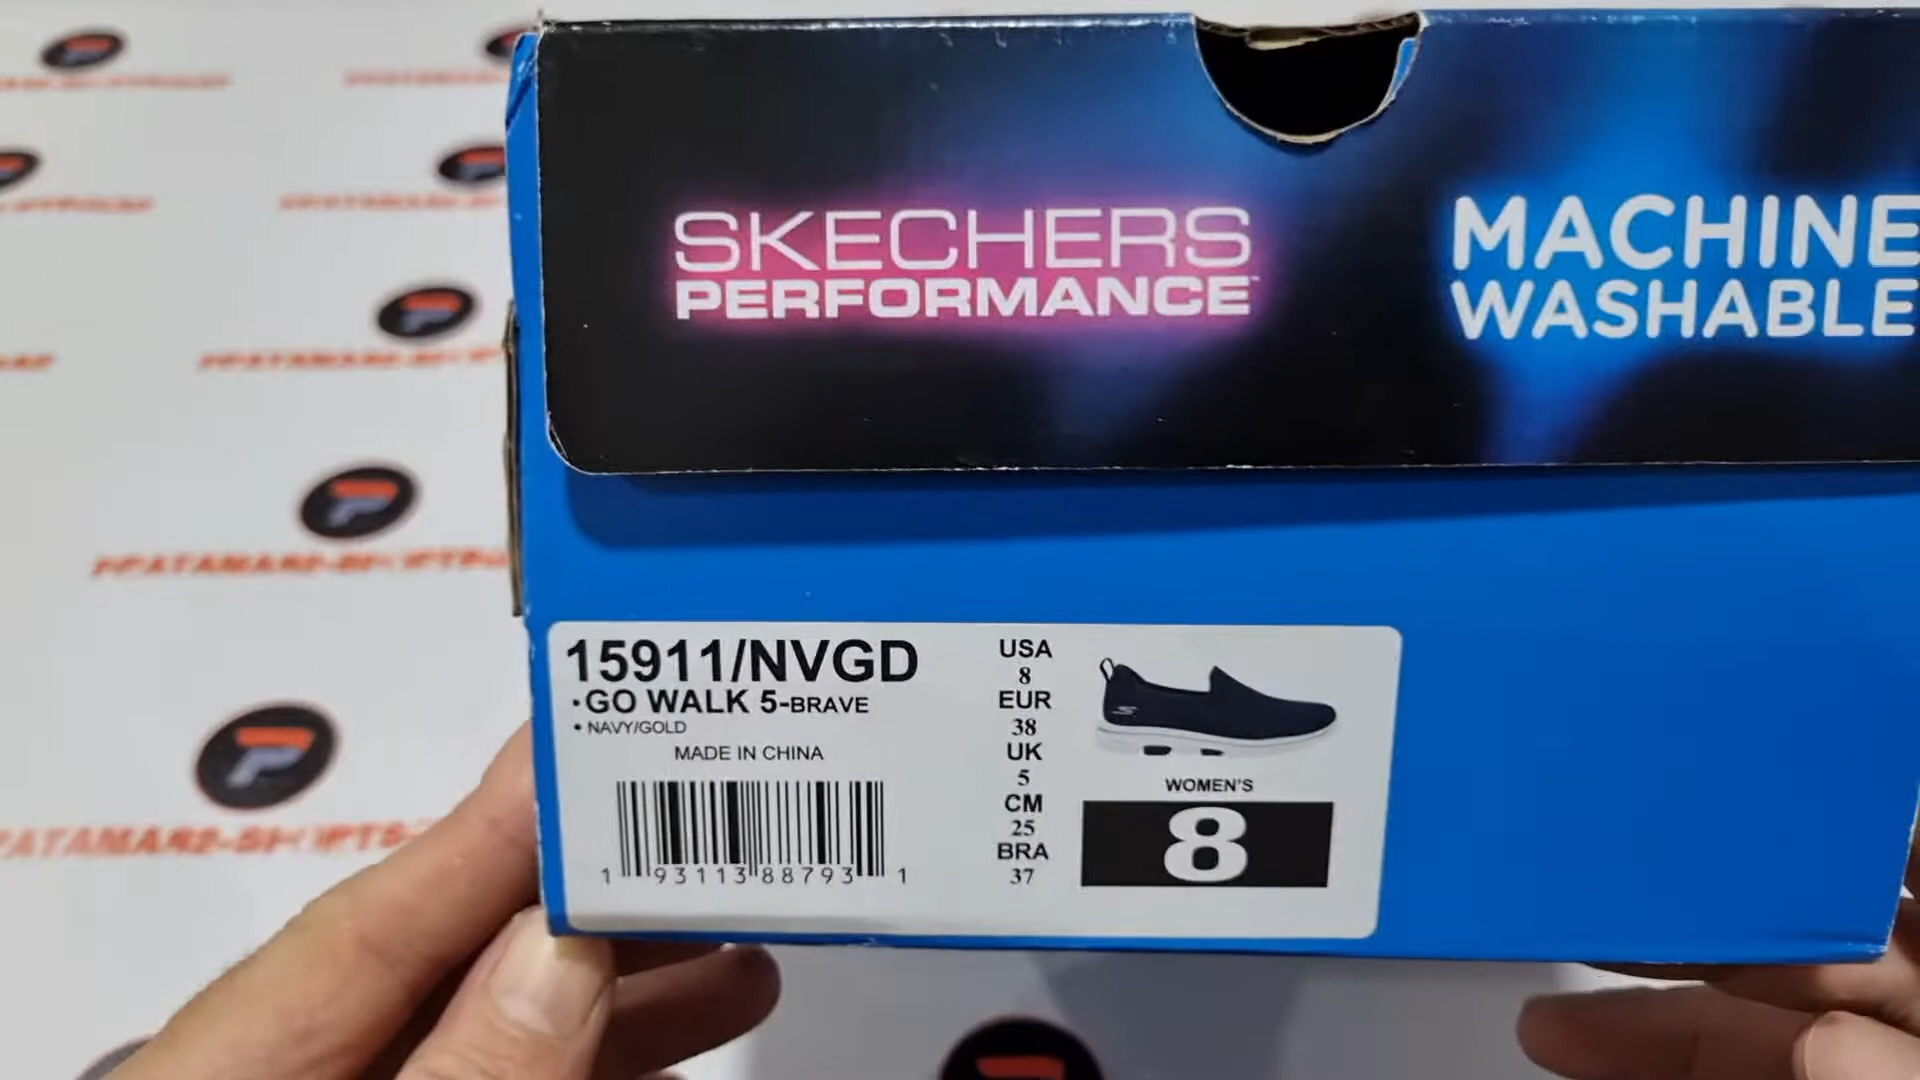 SKECHERS
PERFORMANCE
MACHINE
WASHABLE
15911/NVGD
•GO WALK 5-BRAVE
• NAVY/GOLD
MADE IN CHINA
1 93113 88793 1
USA
8
EUR
38
UK
5
CM
25
BRA
37
WOMEN'S
8